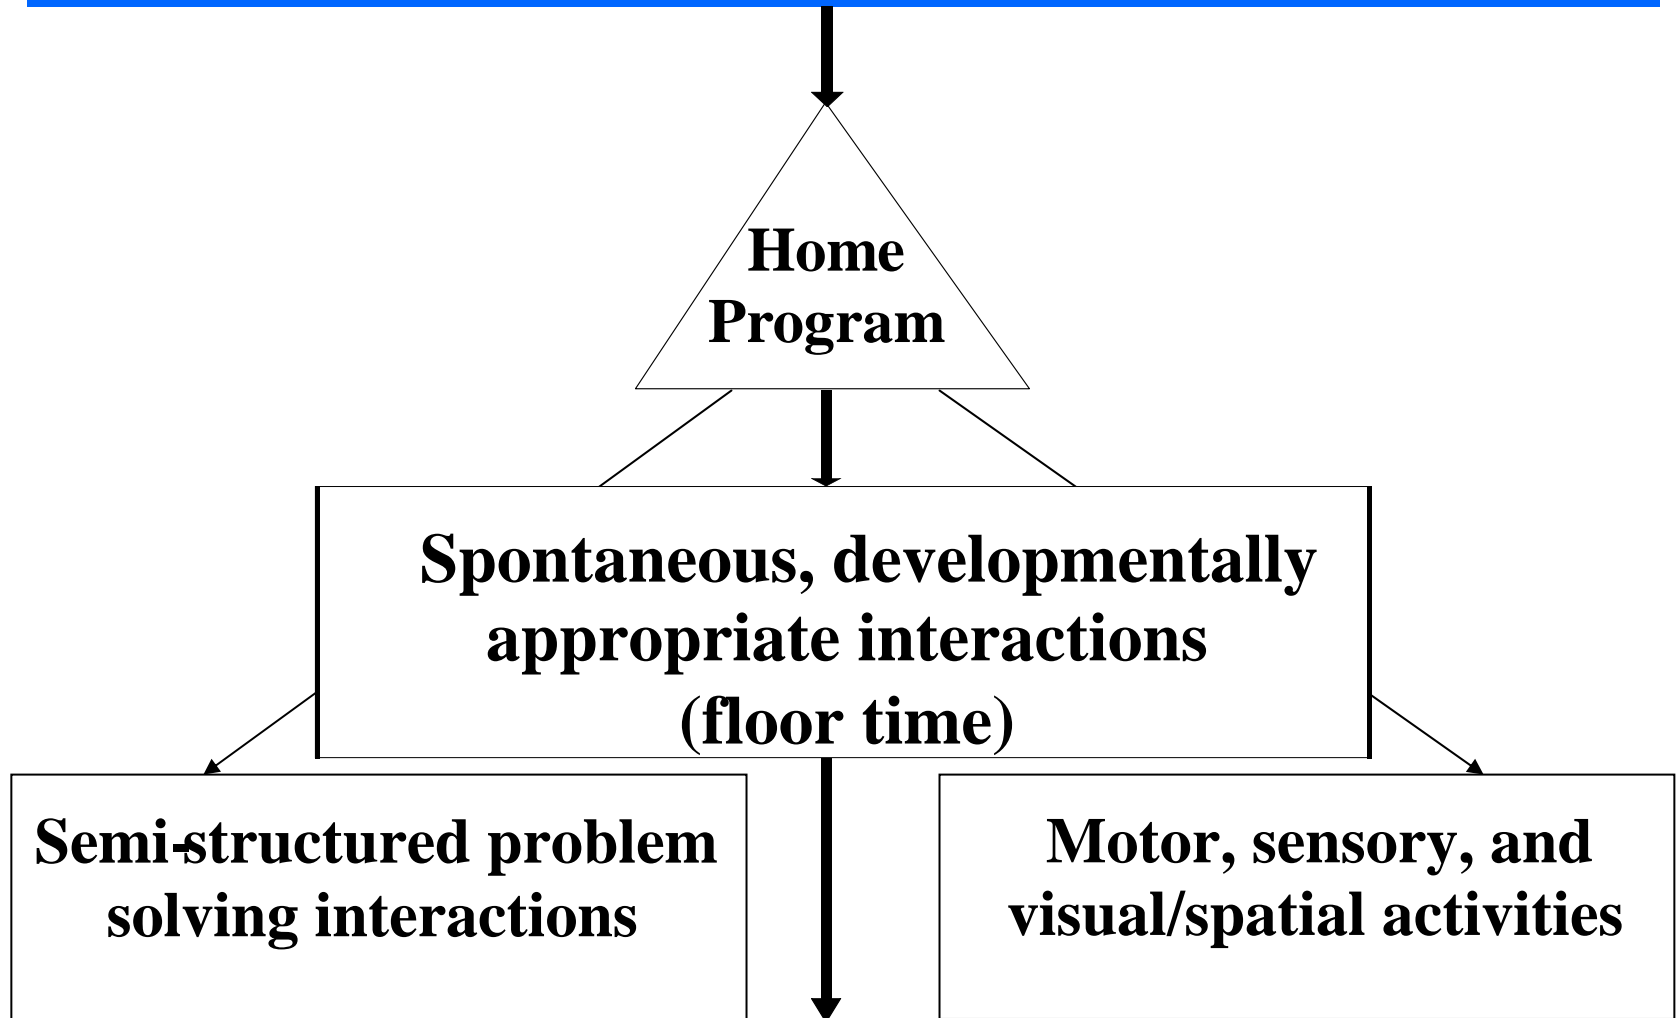 Home
Program
Spontaneous, developmentally
appropriate interactions
(floor time)
Semi-structured problem
solving interactions
Motor, sensory, and
visual/spatial activities